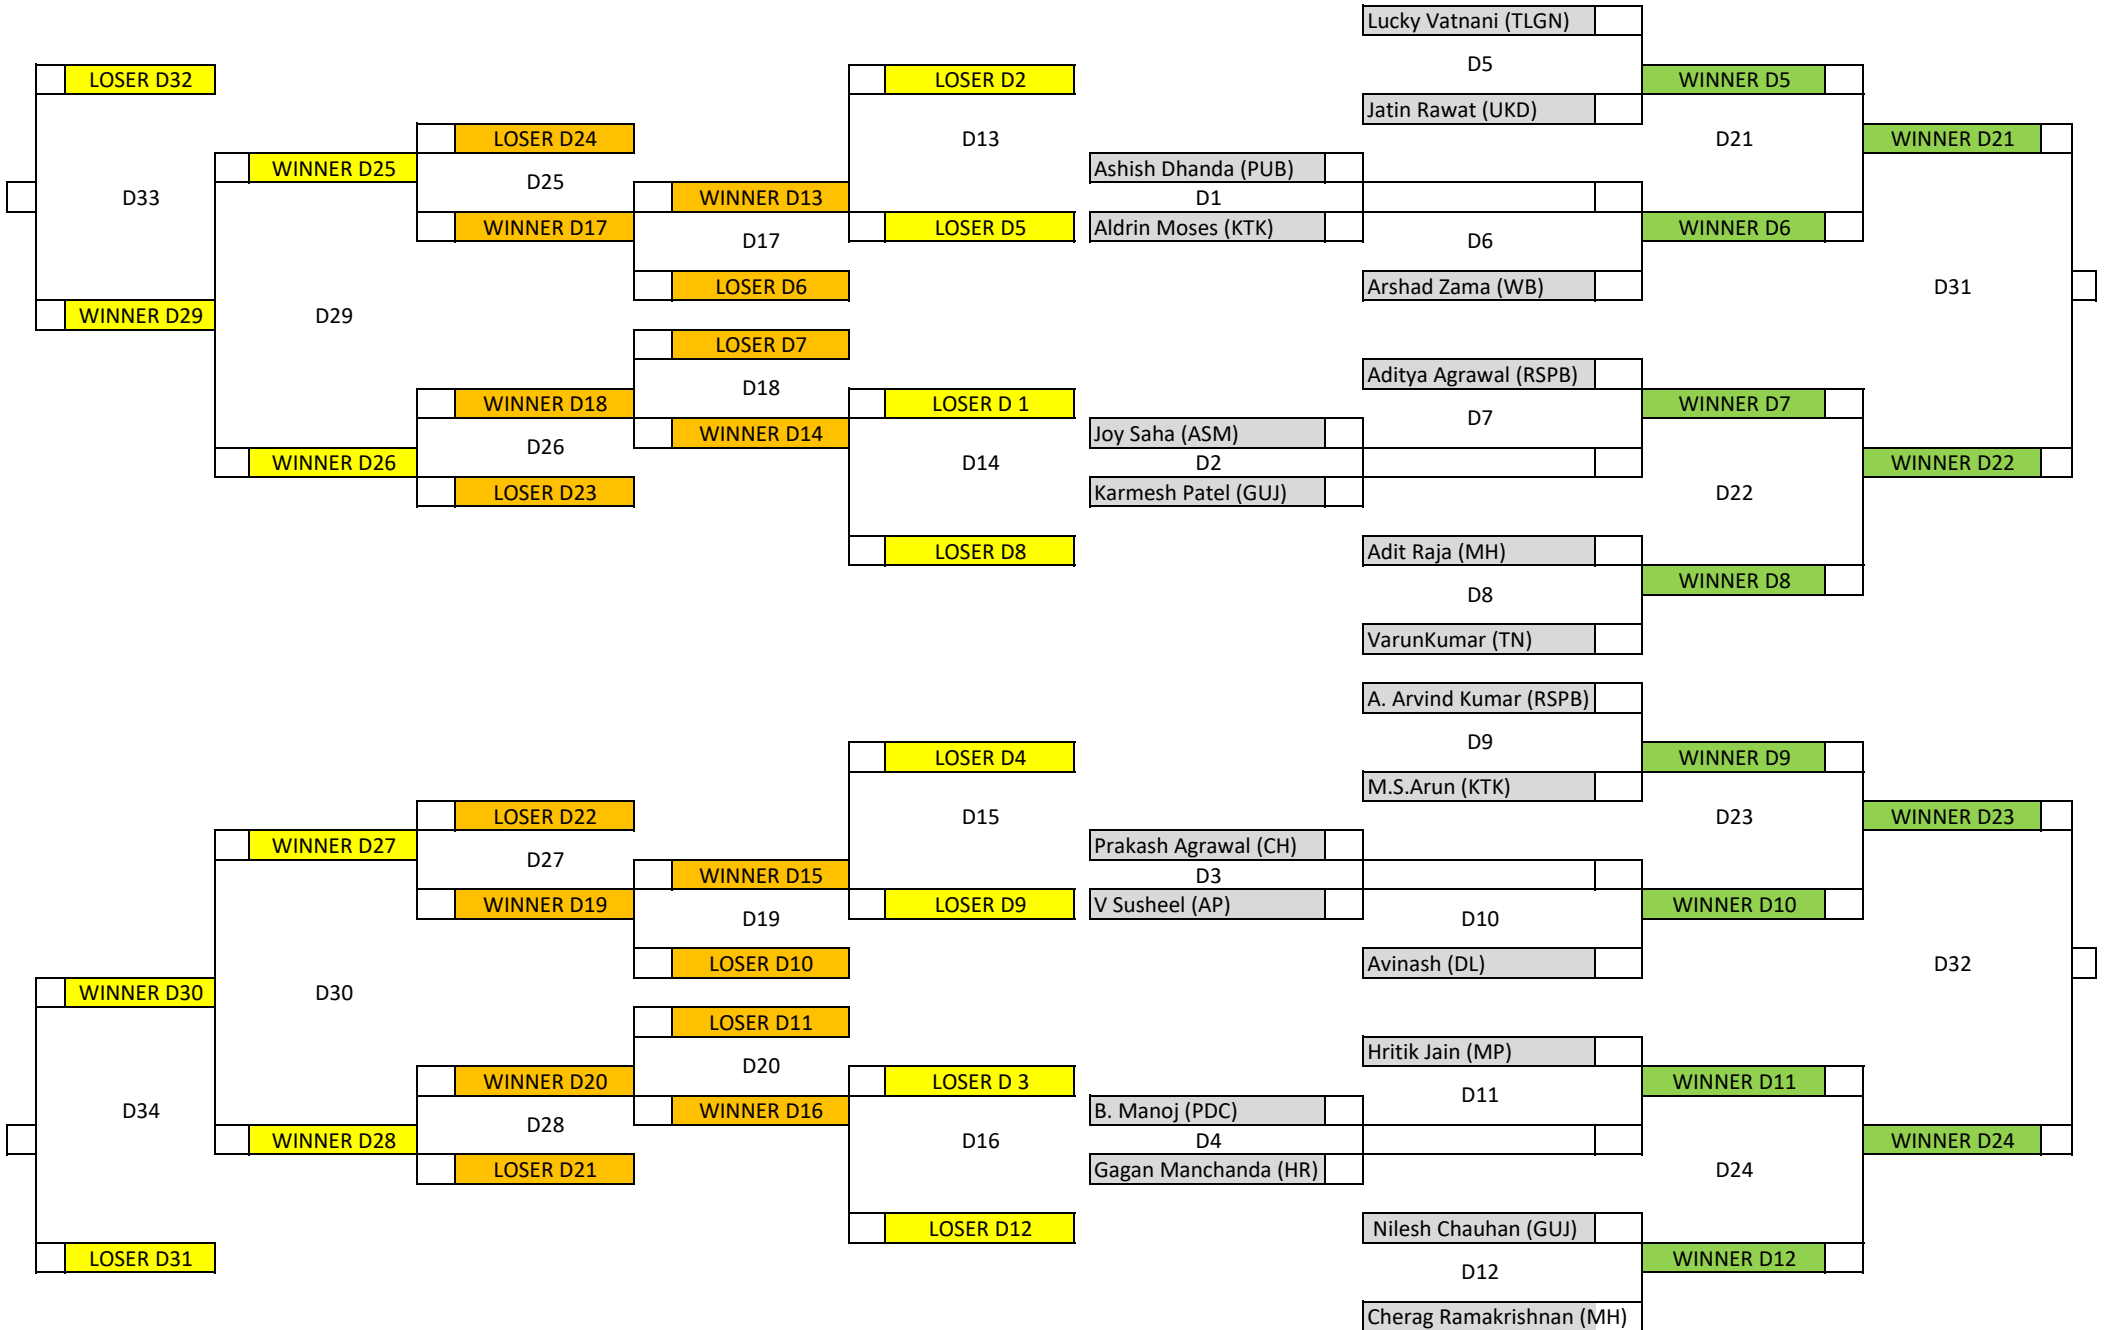 Lucky Vatnani (TLGN)
D5
LOSER D32
LOSER D2
WINNER D5
Jatin Rawat (UKD)
LOSER D24
D13
D21
WINNER D21
WINNER D25
D25
Ashish Dhanda (PUB)
D33
WINNER D13
D1
WINNER D17
D17
LOSER D5
Aldrin Moses (KTK)
D6
WINNER D6
LOSER D6
Arshad Zama (WB)
D31
WINNER D29
D29
LOSER D7
D18
Aditya Agrawal (RSPB)
WINNER D18
LOSER D 1
D7
WINNER D7
WINNER D14
Joy Saha (ASM)
D26
WINNER D26
D14
D2
WINNER D22
LOSER D23
Karmesh Patel (GUJ)
D22
LOSER D8
Adit Raja (MH)
D8
WINNER D8
VarunKumar (TN)
A. Arvind Kumar (RSPB)
D9
LOSER D4
WINNER D9
M.S.Arun (KTK)
LOSER D22
D15
D23
WINNER D23
WINNER D27
D27
Prakash Agrawal (CH)
WINNER D15
D3
WINNER D19
D19
LOSER D9
V Susheel (AP)
D10
WINNER D10
LOSER D10
Avinash (DL)
D32
WINNER D30
D30
LOSER D11
Hritik Jain (MP)
D20
WINNER D20
LOSER D 3
D11
WINNER D11
D34
WINNER D16
B. Manoj (PDC)
D28
WINNER D28
D16
D4
WINNER D24
LOSER D21
Gagan Manchanda (HR)
D24
LOSER D12
Nilesh Chauhan (GUJ)
LOSER D31
D12
WINNER D12
Cherag Ramakrishnan (MH)